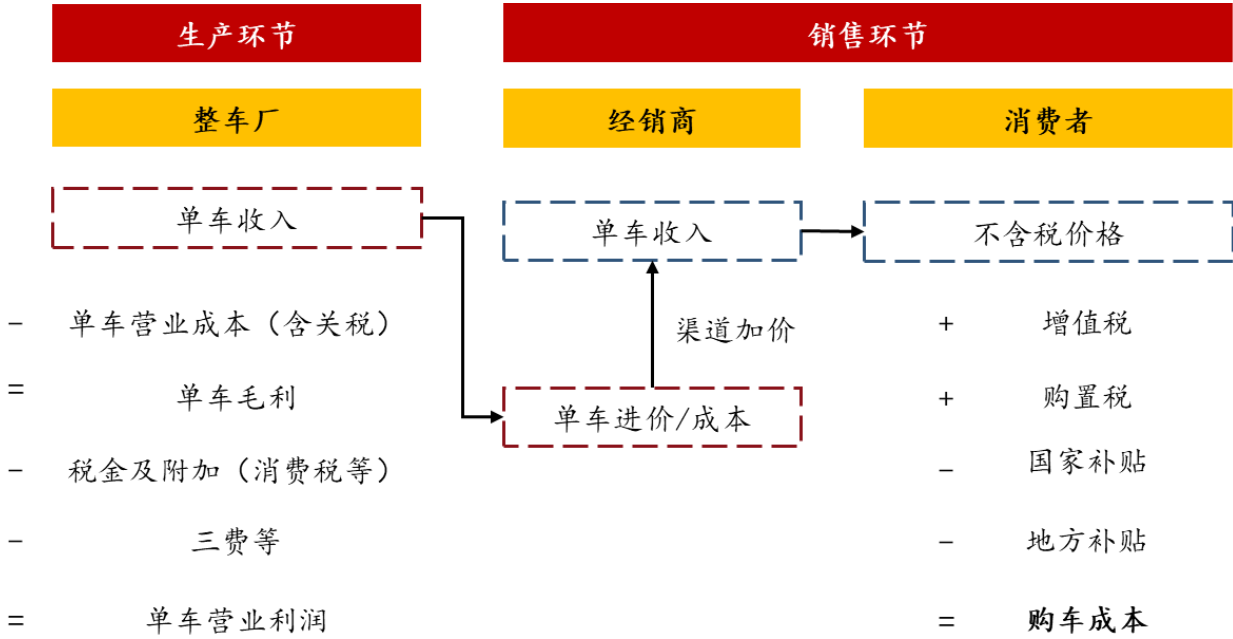 生产环节
销售环节
整车厂
经销商
消费者
单车收入
单车收入
不含税价格
－ 单车营业成本（含关税）
渠道加价
+ 增值税
= 单车毛利
单车进价/成本
+ 购置税
－ 税金及附加（消费税等）
－ 国家补贴
－ 三费等
－ 地方补贴
= 单车营业利润
= 购车成本